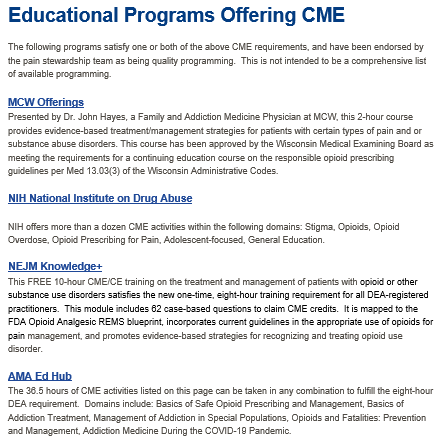 Educational Programs Offering CME
The following programs satisfy one or both of the above CME requirements, and have been endorsed by
the pain stewardship team as being quality programming.  This is not intended to be a comprehensive list
of available programming.
MCW Offerings
Presented by Dr. John Hayes, a Family and Addiction Medicine Physician at MCW, this 2-hour course
provides evidence-based treatment/management strategies for patients with certain types of pain and or
substance abuse disorders. This course has been approved by the Wisconsin Medical Examining Board as
meeting the requirements for a continuing education course on the responsible opioid prescribing
guidelines per Med 13.03(3) of the Wisconsin Administrative Codes.
NIH National Institute on Drug Abuse
NIH offers more than a dozen CME activities within the following domains: Stigma, Opioids, Opioid
Overdose, Opioid Prescribing for Pain, Adolescent-focused, General Education.
NEJM Knowledge+
This FREE 10-hour CME/CE training on the treatment and management of patients with opioid or other
substance use disorders satisfies the new one-time, eight-hour training requirement for all DEA-registered
practitioners.  This module includes 62 case-based questions to claim CME credits.  It is mapped to the
FDA Opioid Analgesic REMS blueprint, incorporates current guidelines in the appropriate use of opioids for
pain management, and promotes evidence-based strategies for recognizing and treating opioid use
disorder.
AMA Ed Hub
The 36.5 hours of CME activities listed on this page can be taken in any combination to fulfill the eight-hour
DEA requirement.  Domains include: Basics of Safe Opioid Prescribing and Management, Basics of
Addiction Treatment, Management of Addiction in Special Populations, Opioids and Fatalities: Prevention
and Management, Addiction Medicine During the COVID-19 Pandemic.